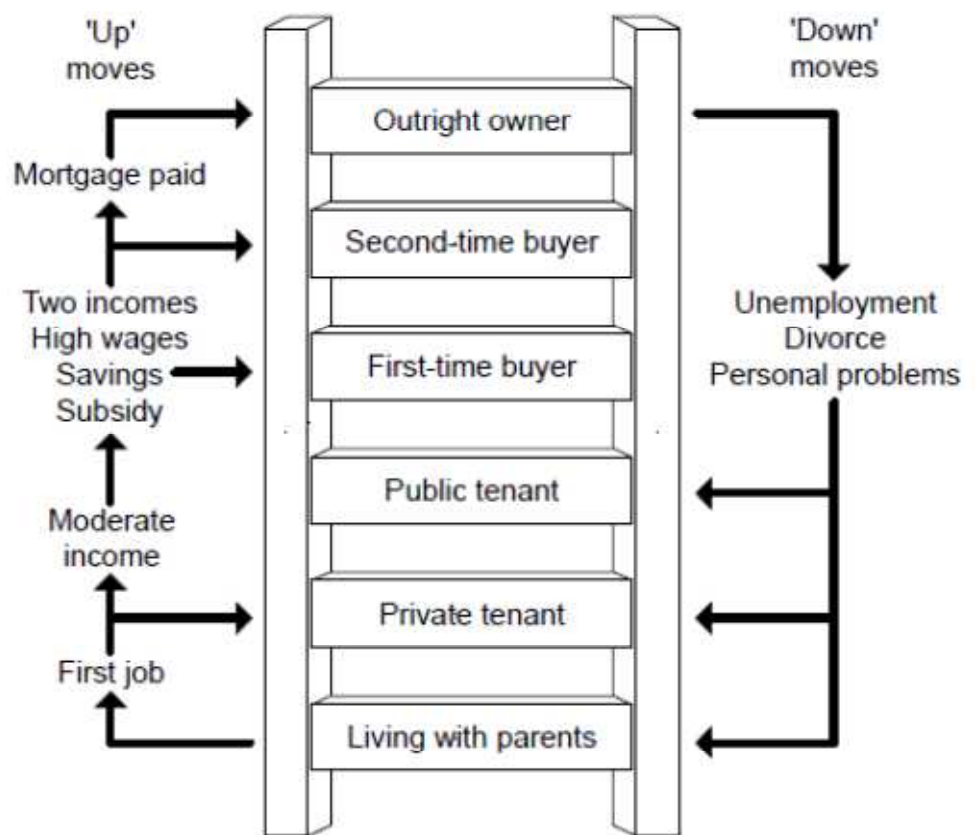 'Up'
moves
'Down'
moves
Outright owner
Mortgage paid
Second-time buyer
Two incomes
High wages
Savings
Subsidy
First-time buyer
Unemployment
Divorce
Personal problems
Public tenant
Moderate
income
Private tenant
First job
Living with parents